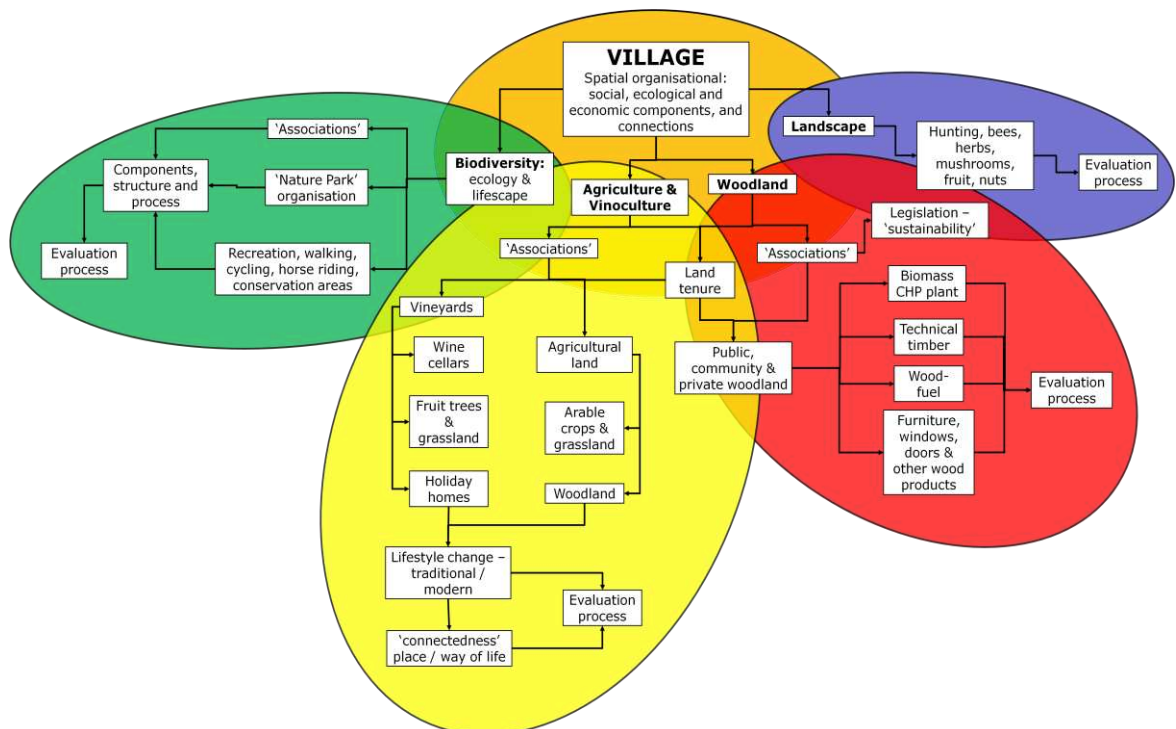 VILLAGE
Spatial organisational:
social, ecological and
economic components, and
connections
Landscape
Hunting, bees,
herbs,
mushrooms,
fruit, nuts
Evaluation
process
‘Associations’
Components,
structure and
process
‘Nature Park’
organisation
Evaluation
process
Recreation, walking,
cycling, horse riding,
conservation areas
Biodiversity:
ecology &
lifescape
Agriculture &
Vinoculture
Woodland
‘Associations’
Land
tenure
‘Associations’
Legislation –
‘sustainability’
Vineyards
Wine
cellars
Fruit trees
& grassland
Holiday
homes
Agricultural
land
Arable
crops &
grassland
Woodland
Lifestyle change –
traditional /
modern
‘connectedness’
place / way of life
Evaluation
process
Public,
community &
private woodland
Biomass
CHP plant
Technical
timber
Wood-
fuel
Furniture,
windows,
doors &
other wood
products
Evaluation
process